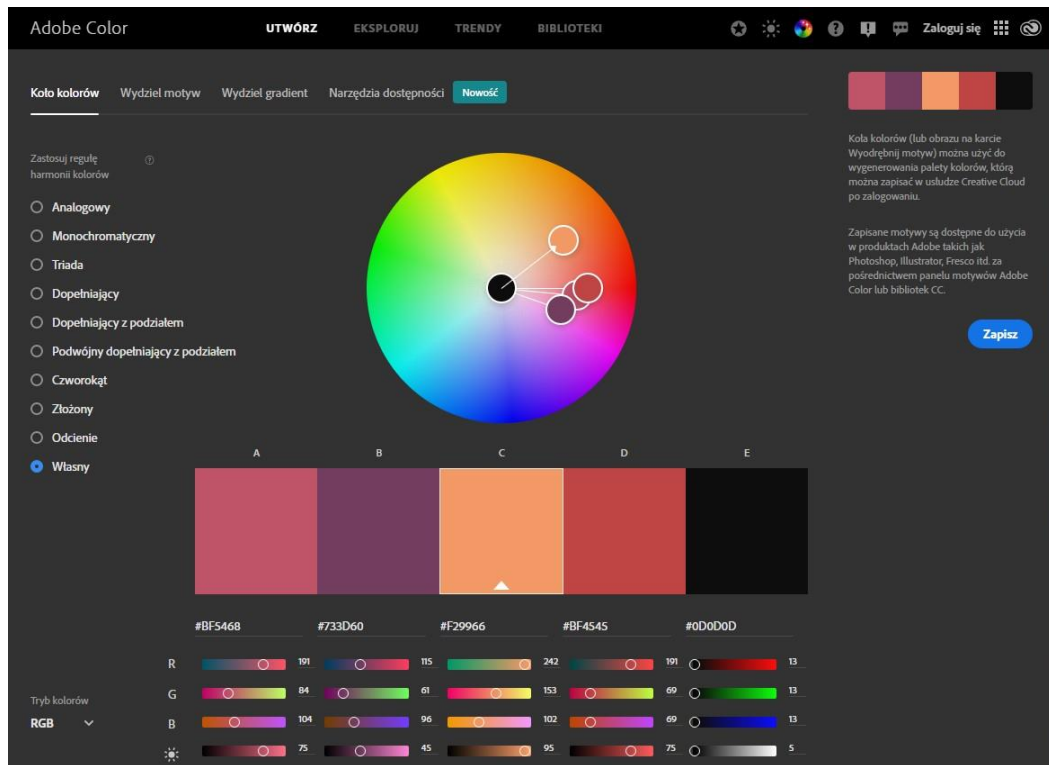 Adobe Color
UTWÓRZ EKSPLORUJ TRENDY BIBLIOTEKI
Zaloguj się
Koło kolorów Wydziel motyw Wydziel gradient Narzędzia dostępności Nowość
Zastosuj regułę
harmonii kolorów
Analogowy
Monochromatyczny
Triada
Dopełniający
Dopełniający z podziałem
Podwójny dopełniający z podziałem
Czworokąt
Złożony
Odcienie
Własny
Koła kolorów (lub obrazu na karcie
Wyodrębnij motyw) można użyć do
wygenerowania palety kolorów, którą
można zapisać w usłudze Creative Cloud
po zalogowaniu.
Zapisane motywy są dostępne do użycia
w produktach Adobe takich jak
Photoshop, Illustrator, Fresco itd. za
pośrednictwem panelu motywów Adobe
Color lub bibliotek CC.
Zapisz
A B C D E
#BF5468 #733D60 #F29966 #BF4545 #0D0D0D
R 191 115 242 191 13
G 84 61 153 69 13
B 104 96 102 69 13
75 45 95 75 5
Tryb kolorów
RGB